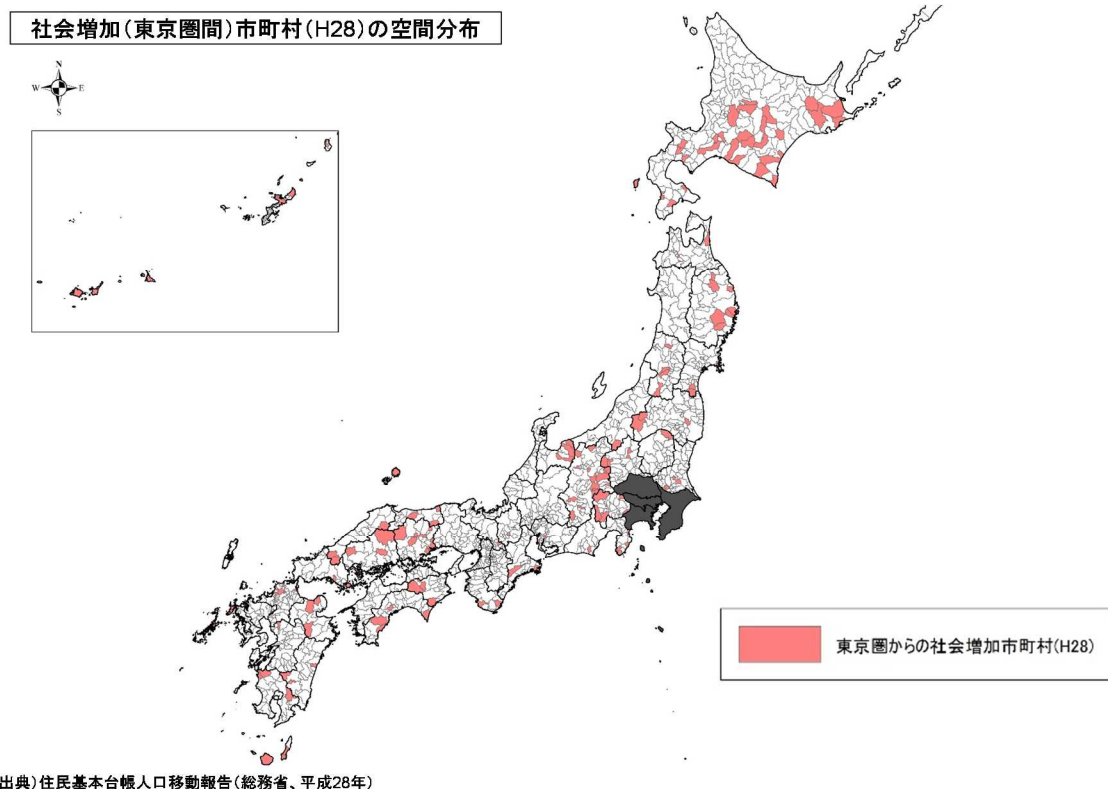 社会増加(東京圏間)市町村(H28)の空間分布
N
W E
S
東京圏からの社会増加市町村(H28)
出典)住民基本台帳人口移動報告(総務省、平成28年)